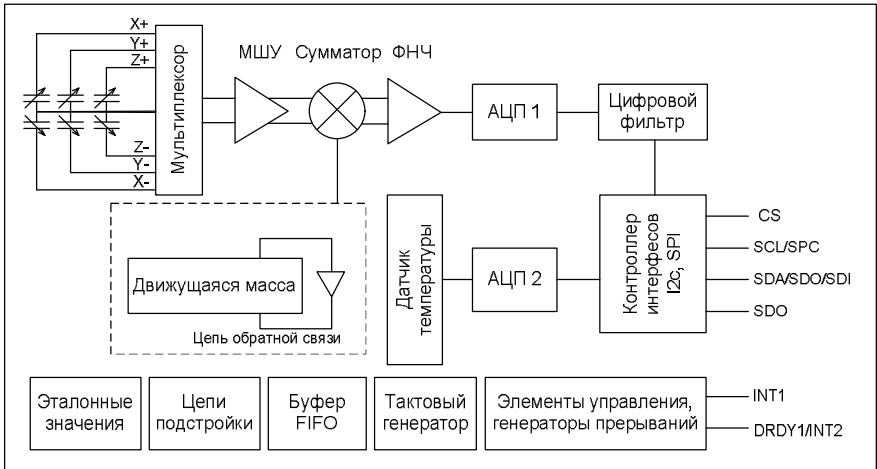 X+
Y+
Z+
Z-
Y-
X-
Мультиплексор
МШУ
Сумматор
ФНЧ
АЦП 1
Цифровой
фильтр
Движущаяся масса
Цепь обратной связи
Датчик
температуры
АЦП 2
Контроллер
интерфесов
I2c, SPI
CS
SCL/SPC
SDA/SDO/SDI
SDO
Эталонные
значения
Цепи
подстройки
Буфер
FIFO
Тактовый
генератор
Элементы управления,
генераторы прерываний
INT1
DRDY1/INT2